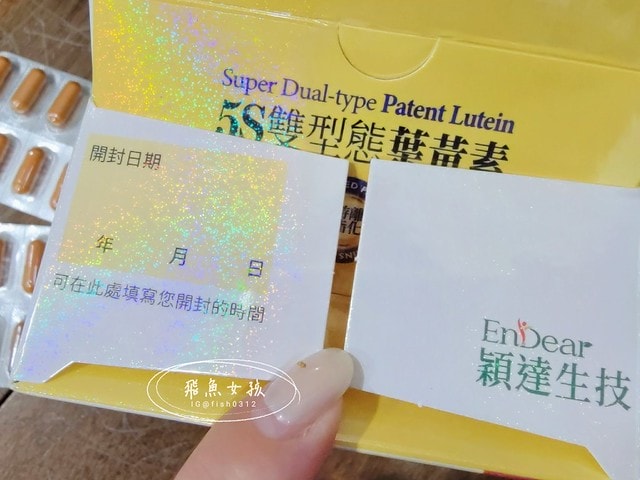 Super Dual-type Patent Lutein
5S雙型態葉黃素
開封日期
年 月 日
可在此處填寫您開封的時間
EnDear
穎達生技
飛魚女孩
IG@fish0312